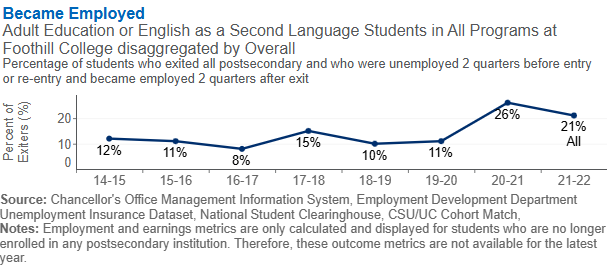 Became Employed
Adult Education or English as a Second Language Students in All Programs at
Foothill College disaggregated by Overall
Percentage of students who exited all postsecondary and who were unemployed 2 quarters before entry
or re-entry and became employed 2 quarters after exit
Percent of
Exiters (%)
20
10
0
12%
11%
8%
15%
10%
11%
26%
21%
All
14-15
15-16
16-17
17-18
18-19
19-20
20-21
21-22
Source: Chancellor's Office Management Information System, Employment Development Department
Unemployment Insurance Dataset, National Student Clearinghouse, CSU/UC Cohort Match,
Notes: Employment and earnings metrics are only calculated and displayed for students who are no longer
enrolled in any postsecondary institution. Therefore, these outcome metrics are not available for the latest
year.